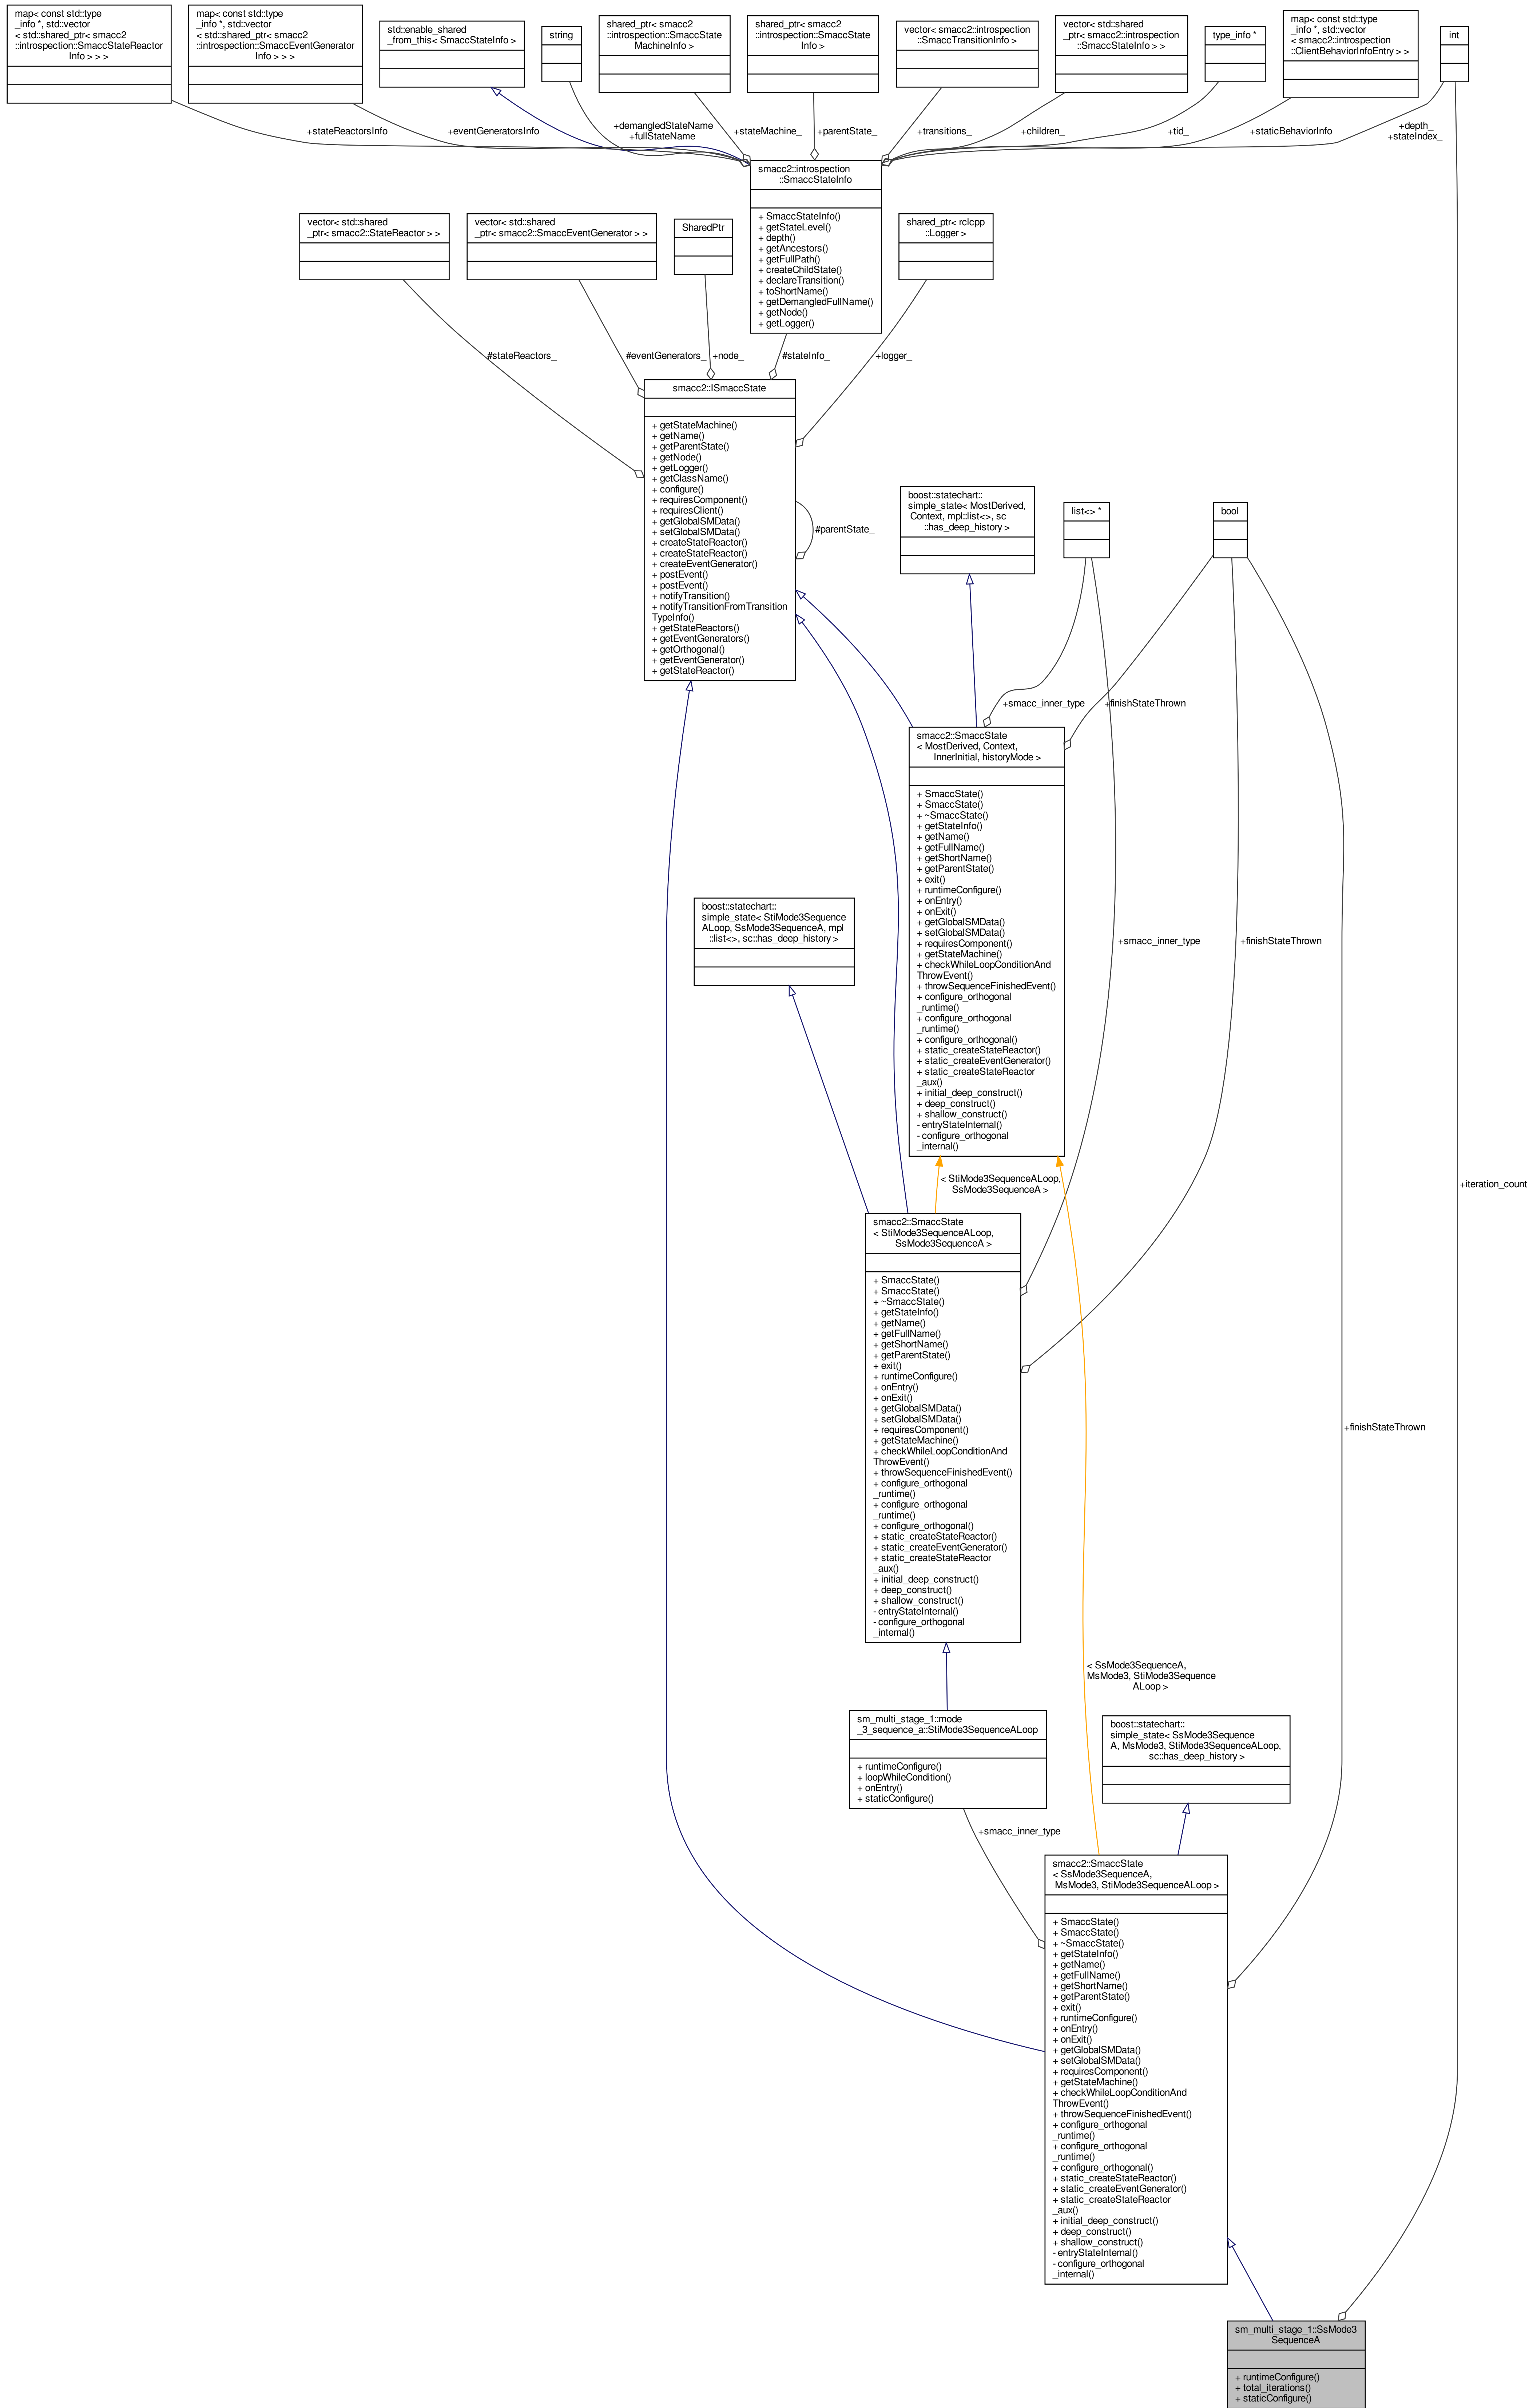 map< const std::type
_info *, std::vector
< std::shared_ptr< smacc2
::introspection::SmaccStateReactor
Info > > >
map< const std::type
_info *, std::vector
< std::shared_ptr< smacc2
::introspection::SmaccEventGenerator
Info > > >
std::enable_shared
_from_this< SmaccStateInfo >
string
shared_ptr< smacc2
::introspection::SmaccState
MachineInfo >
shared_ptr< smacc2
::introspection::SmaccState
Info >
vector< smacc2::introspection
::SmaccTransitionInfo >
vector< std::shared
_ptr< smacc2::introspection
::SmaccStateInfo > >
type_info *
map< const std::type
_info *, std::vector
< smacc2::introspection
::ClientBehaviorInfoEntry > >
int
+stateReactorsInfo
+eventGeneratorsInfo
+demangledStateName
+fullStateName
+stateMachine_
+parentState_
+transitions_
+children_
+tid_
+staticBehaviorInfo
+depth_
+stateIndex_
smacc2::introspection
::SmaccStateInfo
+ SmaccStateInfo()
+ getStateLevel()
+ depth()
+ getAncestors()
+ getFullPath()
+ createChildState()
+ declareTransition()
+ toShortName()
+ getDemangledFullName()
+ getNode()
+ getLogger()
vector< std::shared
_ptr< smacc2::StateReactor > >
vector< std::shared
_ptr< smacc2::SmaccEventGenerator > >
SharedPtr
shared_ptr< rclcpp
::Logger >
#stateReactors_
#eventGenerators_
+node_
#stateInfo_
+logger_
smacc2::ISmaccState
+ getStateMachine()
+ getName()
+ getParentState()
+ getNode()
+ getLogger()
+ getClassName()
+ configure()
+ requiresComponent()
+ requiresClient()
+ getGlobalSMData()
+ setGlobalSMData()
+ createStateReactor()
+ createStateReactor()
+ createEventGenerator()
+ postEvent()
+ postEvent()
+ notifyTransition()
+ notifyTransitionFromTransition
TypeInfo()
+ getStateReactors()
+ getEventGenerators()
+ getOrthogonal()
+ getEventGenerator()
+ getStateReactor()
#parentState_
boost::statechart::
simple_state< MostDerived,
Context, mpl::list<>, sc
::has_deep_history >
list<> *
bool
+smacc_inner_type
+finishStateThrown
smacc2::SmaccState
< MostDerived, Context,
InnerInitial, historyMode >
+ SmaccState()
+ SmaccState()
+ ~SmaccState()
+ getStateInfo()
+ getName()
+ getFullName()
+ getShortName()
+ getParentState()
+ exit()
+ runtimeConfigure()
+ onEntry()
+ onExit()
+ getGlobalSMData()
+ setGlobalSMData()
+ requiresComponent()
+ getStateMachine()
+ checkWhileLoopConditionAnd
ThrowEvent()
+ throwSequenceFinishedEvent()
+ configure_orthogonal
_runtime()
+ configure_orthogonal
_runtime()
+ configure_orthogonal()
+ static_createStateReactor()
+ static_createEventGenerator()
+ static_createStateReactor
_aux()
+ initial_deep_construct()
+ deep_construct()
+ shallow_construct()
- entryStateInternal()
- configure_orthogonal
_internal()
boost::statechart::
simple_state< StiMode3Sequence
ALoop, SsMode3SequenceA, mpl
::list<>, sc::has_deep_history >
+smacc_inner_type
+finishStateThrown
< StiMode3SequenceALoop,
SsMode3SequenceA >
+iteration_count
smacc2::SmaccState
< StiMode3SequenceALoop,
SsMode3SequenceA >
+ SmaccState()
+ SmaccState()
+ ~SmaccState()
+ getStateInfo()
+ getName()
+ getFullName()
+ getShortName()
+ getParentState()
+ exit()
+ runtimeConfigure()
+ onEntry()
+ onExit()
+ getGlobalSMData()
+ setGlobalSMData()
+ requiresComponent()
+ getStateMachine()
+ checkWhileLoopConditionAnd
ThrowEvent()
+ throwSequenceFinishedEvent()
+ configure_orthogonal
_runtime()
+ configure_orthogonal
_runtime()
+ configure_orthogonal()
+ static_createStateReactor()
+ static_createEventGenerator()
+ static_createStateReactor
_aux()
+ initial_deep_construct()
+ deep_construct()
+ shallow_construct()
- entryStateInternal()
- configure_orthogonal
_internal()
+finishStateThrown
< SsMode3SequenceA,
MsMode3, StiMode3Sequence
ALoop >
sm_multi_stage_1::mode
_3_sequence_a::StiMode3SequenceALoop
+ runtimeConfigure()
+ loopWhileCondition()
+ onEntry()
+ staticConfigure()
boost::statechart::
simple_state< SsMode3Sequence
A, MsMode3, StiMode3SequenceALoop,
sc::has_deep_history >
+smacc_inner_type
smacc2::SmaccState
< SsMode3SequenceA,
MsMode3, StiMode3SequenceALoop >
+ SmaccState()
+ SmaccState()
+ ~SmaccState()
+ getStateInfo()
+ getName()
+ getFullName()
+ getShortName()
+ getParentState()
+ exit()
+ runtimeConfigure()
+ onEntry()
+ onExit()
+ getGlobalSMData()
+ setGlobalSMData()
+ requiresComponent()
+ getStateMachine()
+ checkWhileLoopConditionAnd
ThrowEvent()
+ throwSequenceFinishedEvent()
+ configure_orthogonal
_runtime()
+ configure_orthogonal
_runtime()
+ configure_orthogonal()
+ static_createStateReactor()
+ static_createEventGenerator()
+ static_createStateReactor
_aux()
+ initial_deep_construct()
+ deep_construct()
+ shallow_construct()
- entryStateInternal()
- configure_orthogonal
_internal()
sm_multi_stage_1::SsMode3
SequenceA
+ runtimeConfigure()
+ total_iterations()
+ staticConfigure()